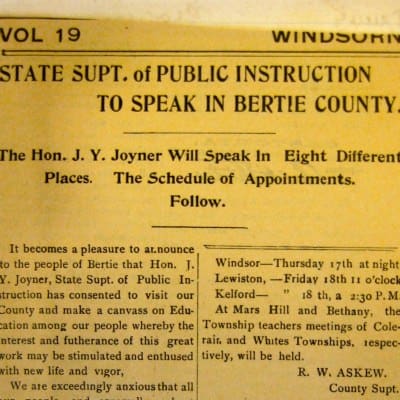 VOL 19 WINDSOR
STATE SUPT. of PUBLIC INSTRUCTION
TO SPEAK IN BERTIE COUNTY.
The Hon. J. Y. Joyner Will Speak In Eight Different
Places. The Schedule of Appointments.
Follow.
It becomes a pleasure to announce
to the people of Bertie that Hon. J.
Y. Joyner, State Supt. of Public In-
struction has consented to visit our
County and make a canvass on Edu-
cation among our people whereby the
interest and futherance of this great
work may be stimulated and enthused
with new life and vigor,
We are exceedingly anxious that all
Windsor—Thursday 17th at night
Lewiston, —Friday 18th 11 o'clock
Kelford— " 18 th, a 2:30 P. M.
At Mars Hill and Bethany, the
Township teachers meetings of Cole-
rain and Whites Townships, respec-
tively, will be held.
R. W. ASKEW.
County Supt.